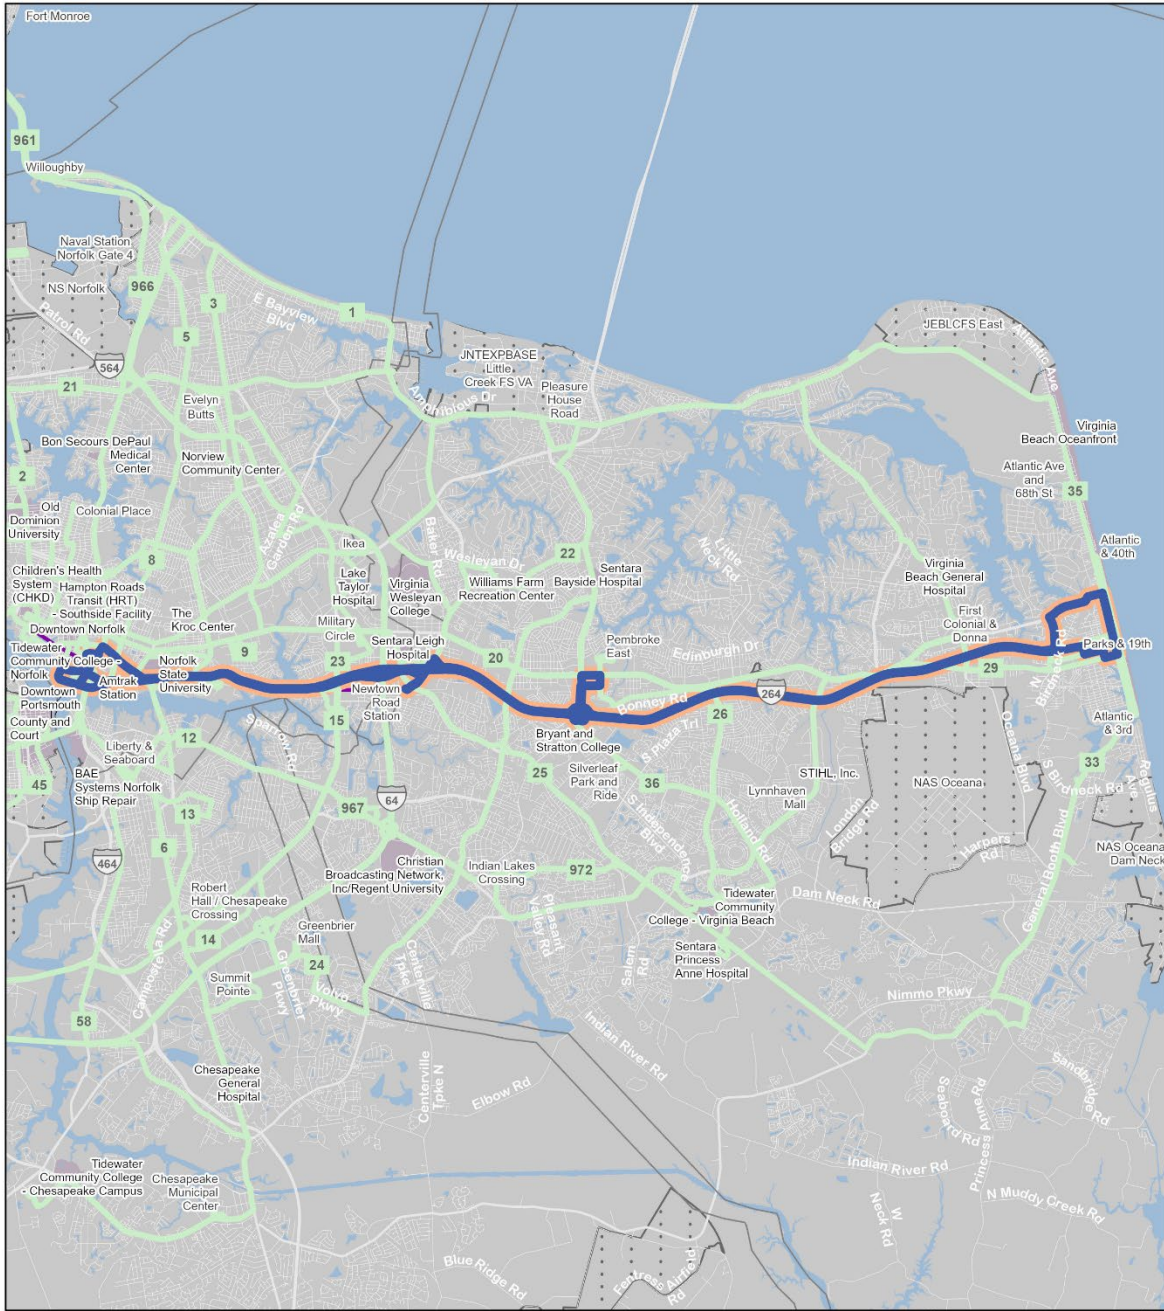 Fort Monroe
961
Willoughby
Naval Station
Norfolk Gate 4
NS Norfolk
966
3
1
E Bayview
Blvd
Patrol Rd
5
564
21
Evelyn
Butts
JNTEXPBASE
Little
Creek FS VA
Pleasure
House
Road
Amphibious Dr
JEBLCFS East
Atlantic Ave
Virginia
Beach Oceanfront
Bon Secours DePaul
Medical
Center
Norview
Community Center
2
Old
Dominion
University
Colonial Place
Azalea
Garden Rd
Atlantic Ave
and
68th St
35
8
Ikea
Baker Rd
Wesleyan Dr
22
Little
Neck Rd
Atlantic
& 40th
Children's Health
System
(CHKD)
Hampton Roads
Transit (HRT)
- Southside Facility
Lake
Taylor
Hospital
Virginia
Wesleyan
College
Williams Farm
Recreation Center
Sentara
Bayside Hospital
Virginia
Beach General
Hospital
The
Kroc Center
Downtown Norfolk
Military
Circle
First
Colonial &
Donna
Tidewater
Community College -
Norfolk
9
23
Sentara Leigh
Hospital
20
Pembroke
East
Edinburgh Dr
29
N
Birdneck Rd
Parks & 19th
Norfolk
State
University
Amtrak
Station
Downtown
Portsmouth
Newtown
Road
Station
264
Bonney Rd
County and
Court
15
Sparrow Rd
26
Atlantic
& 3rd
Liberty &
Seaboard
12
Bryant and
Stratton College
S Plaza Trl
Oceana
Blvd
BAE
Systems Norfolk
Ship Repair
45
25
Silverleaf
Park and
Ride
36
STIHL, Inc.
NAS Oceana
33
S Birdneck Rd
Regulus
Ave
Lynnhaven
Mall
64
967
13
London
Bridge Rd
S Independence
Blvd
Holland Rd
6
464
Harpers
Rd
NAS Oceana
Dam Neck
Christian
Broadcasting Network,
Inc/Regent University
Indian Lakes
Crossing
972
General Booth Blvd
Robert
Hall / Chesapeake
Crossing
Tidewater
Community
College - Virginia Beach
Dam Neck Rd
Pleasant
Valley Rd
Greenbrier
Mall
Campostella Rd
14
Salem
Rd
Sentara
Princess
Anne Hospital
Centerville
Tpke
Greenbrier
Pkwy
24
Summit
Pointe
Volvo
Pkwy
Nimmo Pkwy
58
Indian River Rd
Chesapeake
General
Hospital
Centerville
Tpke N
Elbow Rd
Sandbridge
Rd
Seaboard Rd
Princess Anne Rd
Indian River Rd
Tidewater
Community College
- Chesapeake Campus
Chesapeake
Municipal
Center
W
Neck Rd
N Muddy Creek Rd
Blue Ridge Rd
Fentress Airfield
Rd